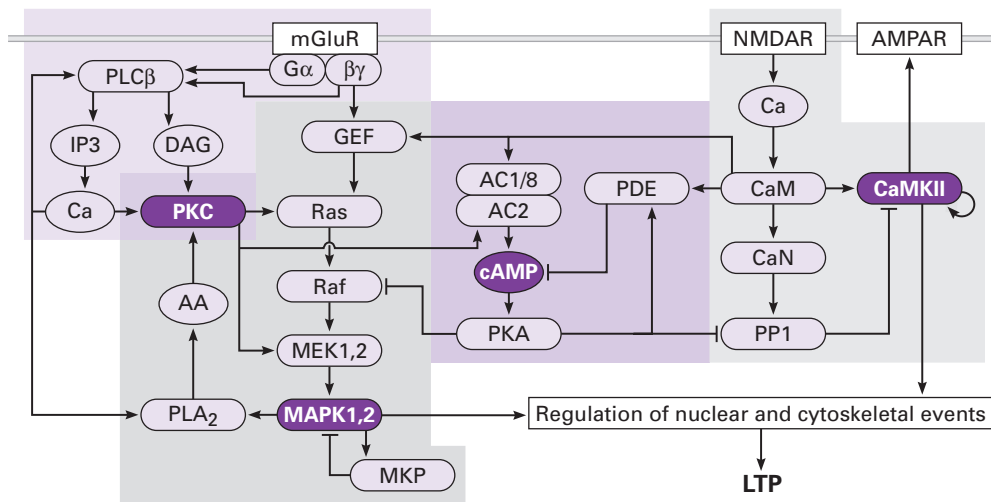 mGluR
NMDAR
AMPAR
Gα
βγ
PLCβ
Ca
IP3
DAG
GEF
AC1/8
PDE
CaM
CaMKII
Ca
PKC
Ras
AC2
CaN
cAMP
AA
Raf
PKA
PP1
MEK1,2
PLA₂
MAPK1,2
Regulation of nuclear and cytoskeletal events
MKP
LTP